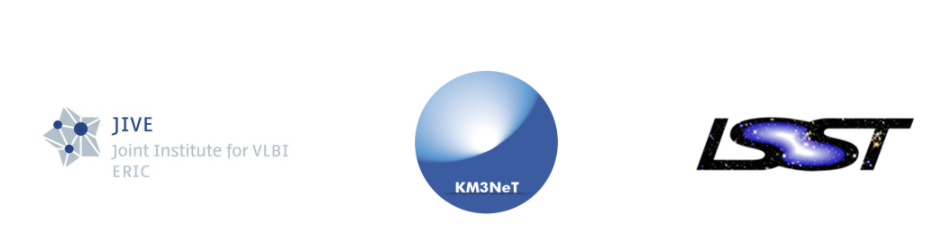 JIVE
Joint Institute for VLBI
ERIC
KM3NeT
LSST